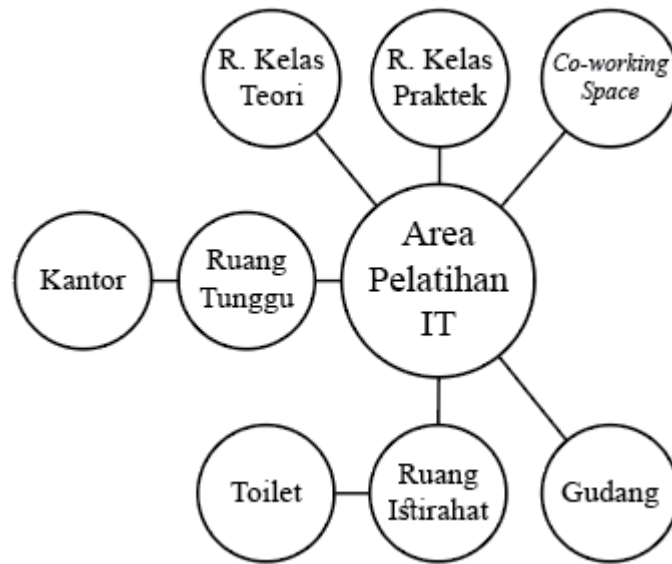 R. Kelas
Teori
R. Kelas
Praktek
Co-working
Space
Kantor
Ruang
Tunggu
Area
Pelatihan
IT
Toilet
Ruang
Istirahat
Gudang